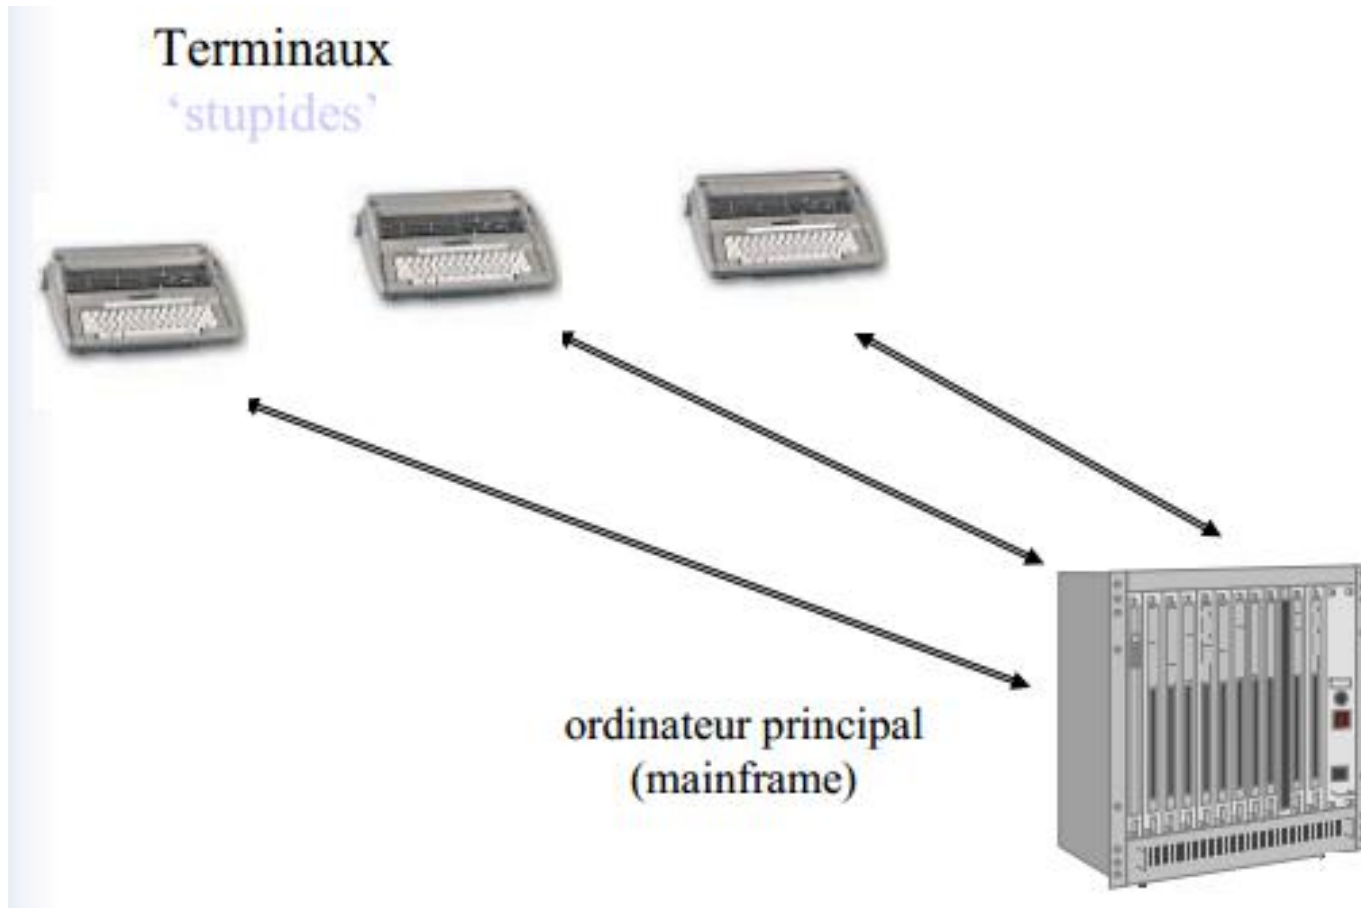 Terminaux
‘stupides’
ordinateur principal
(mainframe)